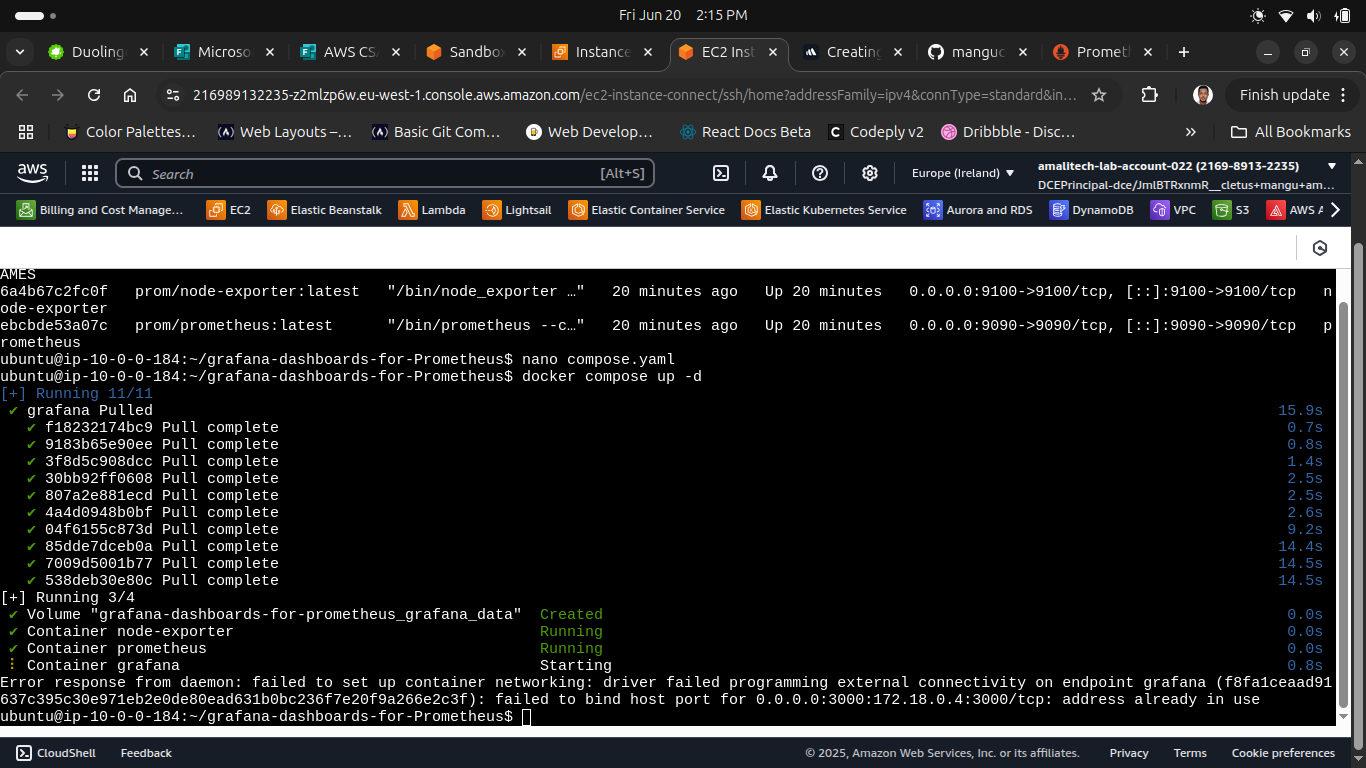 Fri Jun 20 2:15 PM
Duoling
Microso
AWS CS
Sandbo
Instance
EC2 Inst
Creating
manguc
Prometh
216989132235-z2mlzp6w.eu-west-1.console.aws.amazon.com/ec2-instance-connect/ssh/home?addressFamily=ipv4&connType=standard&in...
Finish update
Color Palettes...
Web Layouts –...
Basic Git Com...
Web Develop...
React Docs Beta
Codeply v2
Dribbble - Disc...
»
All Bookmarks
aws
Search
[Alt+S]
Europe (Ireland)
amalitech-lab-account-022 (2169-8913-2235)
DCEPrincipal-dce/JmlBTRxnmR__cletus+mangu+am...
Billing and Cost Manage...
EC2
Elastic Beanstalk
Lambda
Lightsail
Elastic Container Service
Elastic Kubernetes Service
Aurora and RDS
DynamoDB
VPC
S3
AWS A
AMES
6a4b67c2fc0f   prom/node-exporter:latest   "/bin/node_exporter …"   20 minutes ago   Up 20 minutes   0.0.0.0:9100->9100/tcp, [::]:9100->9100/tcp   n
ode-exporter
ebcbde53a07c   prom/prometheus:latest      "/bin/prometheus --c…"   20 minutes ago   Up 20 minutes   0.0.0.0:9090->9090/tcp, [::]:9090->9090/tcp   p
rometheus
ubuntu@ip-10-0-0-184:~/grafana-dashboards-for-Prometheus$ nano compose.yaml
ubuntu@ip-10-0-0-184:~/grafana-dashboards-for-Prometheus$ docker compose up -d
[+] Running 11/11
✔ grafana Pulled 15.9s
✔ f18232174bc9 Pull complete 0.7s
✔ 9183b65e90ee Pull complete 0.8s
✔ 3f8d5c908dcc Pull complete 1.4s
✔ 30bb92ff0608 Pull complete 2.5s
✔ 807a2e881ecd Pull complete 2.5s
✔ 4a4d0948b0bf Pull complete 2.6s
✔ 04f6155c873d Pull complete 9.2s
✔ 85dde7dceb0a Pull complete 14.4s
✔ 7009d5001b77 Pull complete 14.5s
✔ 538deb30e80c Pull complete 14.5s
[+] Running 3/4
✔ Volume "grafana-dashboards-for-prometheus_grafana_data" Created 0.0s
✔ Container node-exporter Running 0.0s
✔ Container prometheus Running 0.0s
⠸ Container grafana Starting 0.8s
Error response from daemon: failed to set up container networking: driver failed programming external connectivity on endpoint grafana (f8fa1ceaad91
637c395c30e971eb2e0de80ead631b0bc236f7e20f9a266e2c3f): failed to bind host port for 0.0.0.0:3000:172.18.0.4:3000/tcp: address already in use
ubuntu@ip-10-0-0-184:~/grafana-dashboards-for-Prometheus$
CloudShell
Feedback
© 2025, Amazon Web Services, Inc. or its affiliates.
Privacy
Terms
Cookie preferences